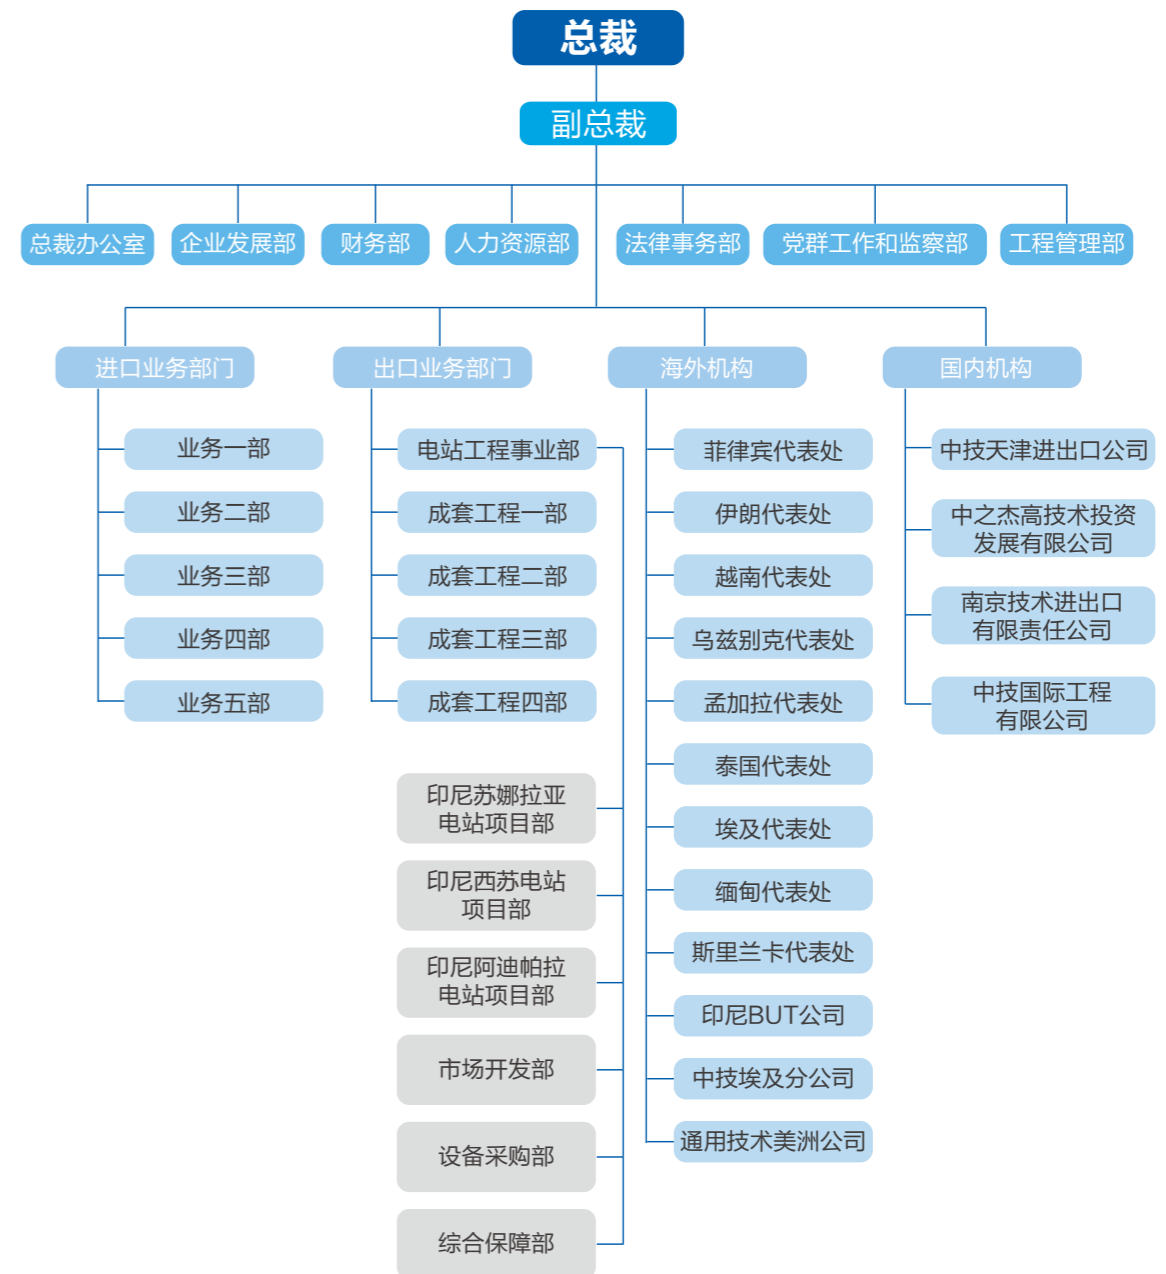 总裁
副总裁
总裁办公室
企业发展部
财务部
人力资源部
法律事务部
党群工作和监察部
工程管理部
进口业务部门
出口业务部门
海外机构
国内机构
业务一部
业务二部
业务三部
业务四部
业务五部
电站工程事业部
成套工程一部
成套工程二部
成套工程三部
成套工程四部
印尼苏娜拉亚
电站项目部
印尼西苏电站
项目部
印尼阿迪帕拉
电站项目部
市场开发部
设备采购部
综合保障部
菲律宾代表处
伊朗代表处
越南代表处
乌兹别克代表处
孟加拉代表处
泰国代表处
埃及代表处
缅甸代表处
斯里兰卡代表处
印尼BUT公司
中技埃及分公司
通用技术美洲公司
中技天津进出口公司
中之杰高技术投资
发展有限公司
南京技术进出口
有限责任公司
中技国际工程
有限公司